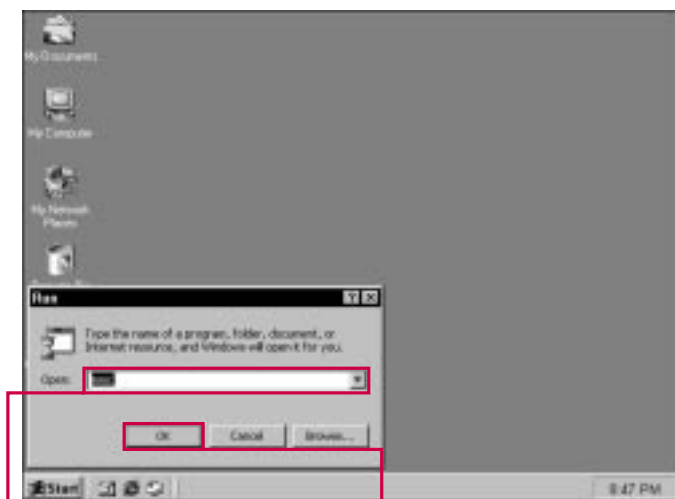 My Documents
My Computer
My Network
Places
Run
Type the name of a program, folder, document, or
Internet resource, and Windows will open it for you.
Open:
OK
Cancel
Browse...
Start
8:47 PM